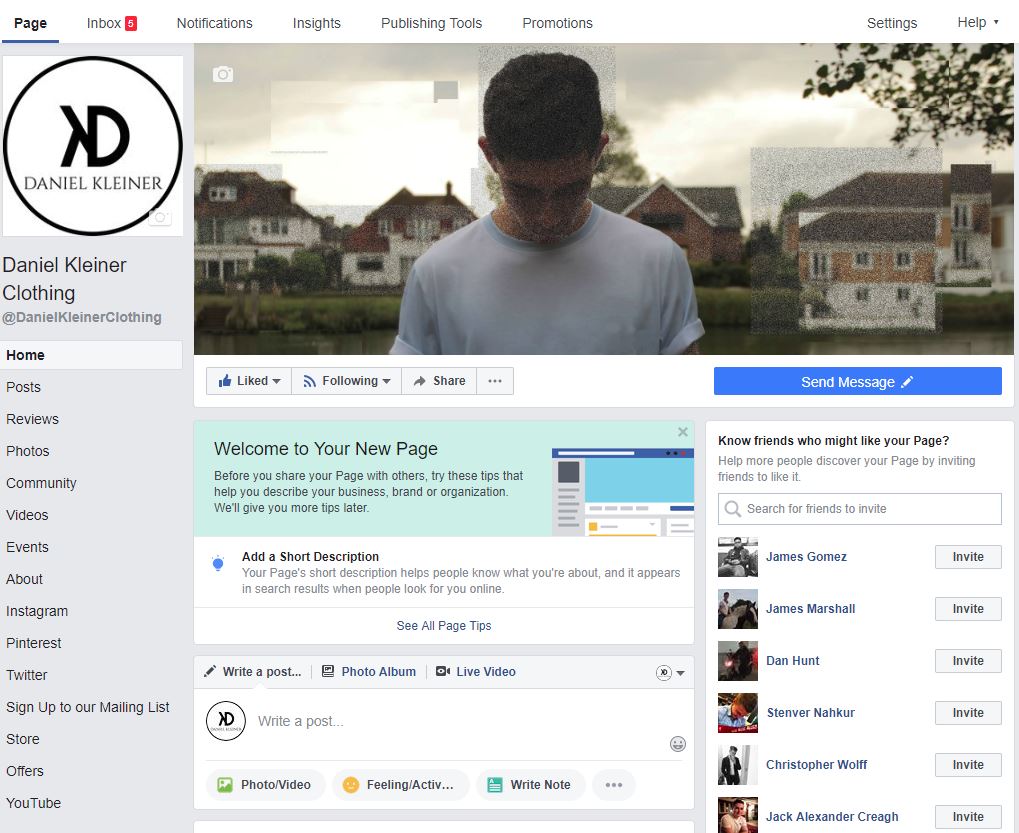 Page
Inbox 5
Notifications
Insights
Publishing Tools
Promotions
Settings
Help
KD
DANIEL KLEINER
Daniel Kleiner
Clothing
@DanielKleinerClothing
Home
Posts
Reviews
Photos
Community
Videos
Events
About
Instagram
Pinterest
Twitter
Sign Up to our Mailing List
Store
Offers
YouTube
Liked
Following
Share
Send Message
Welcome to Your New Page
Before you share your Page with others, try these tips that
help you describe your business, brand or organization.
We'll give you more tips later.
Add a Short Description
Your Page's short description helps people know what you're about, and it appears
in search results when people look for you online.
See All Page Tips
Write a post...
Photo Album
Live Video
KD
DANIEL KLEINER
Write a post...
Photo/Video
Feeling/Activ...
Write Note
Know friends who might like your Page?
Help more people discover your Page by inviting
friends to like it.
Search for friends to invite
James Gomez Invite
James Marshall Invite
Dan Hunt Invite
Stenver Nahkur Invite
Christopher Wolff Invite
Jack Alexander Creagh Invite